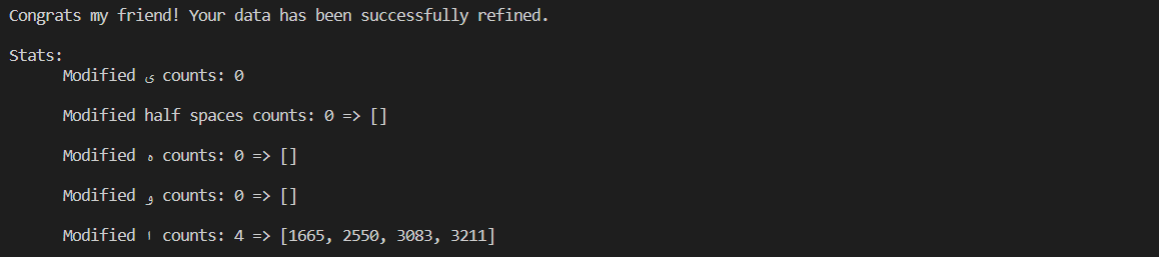 Congrats my friend! Your data has been successfully refined.
Stats:
Modified ی counts: 0
Modified half spaces counts: 0 => []
Modified ه counts: 0 => []
Modified و counts: 0 => []
Modified ا counts: 4 => [1665, 2550, 3083, 3211]